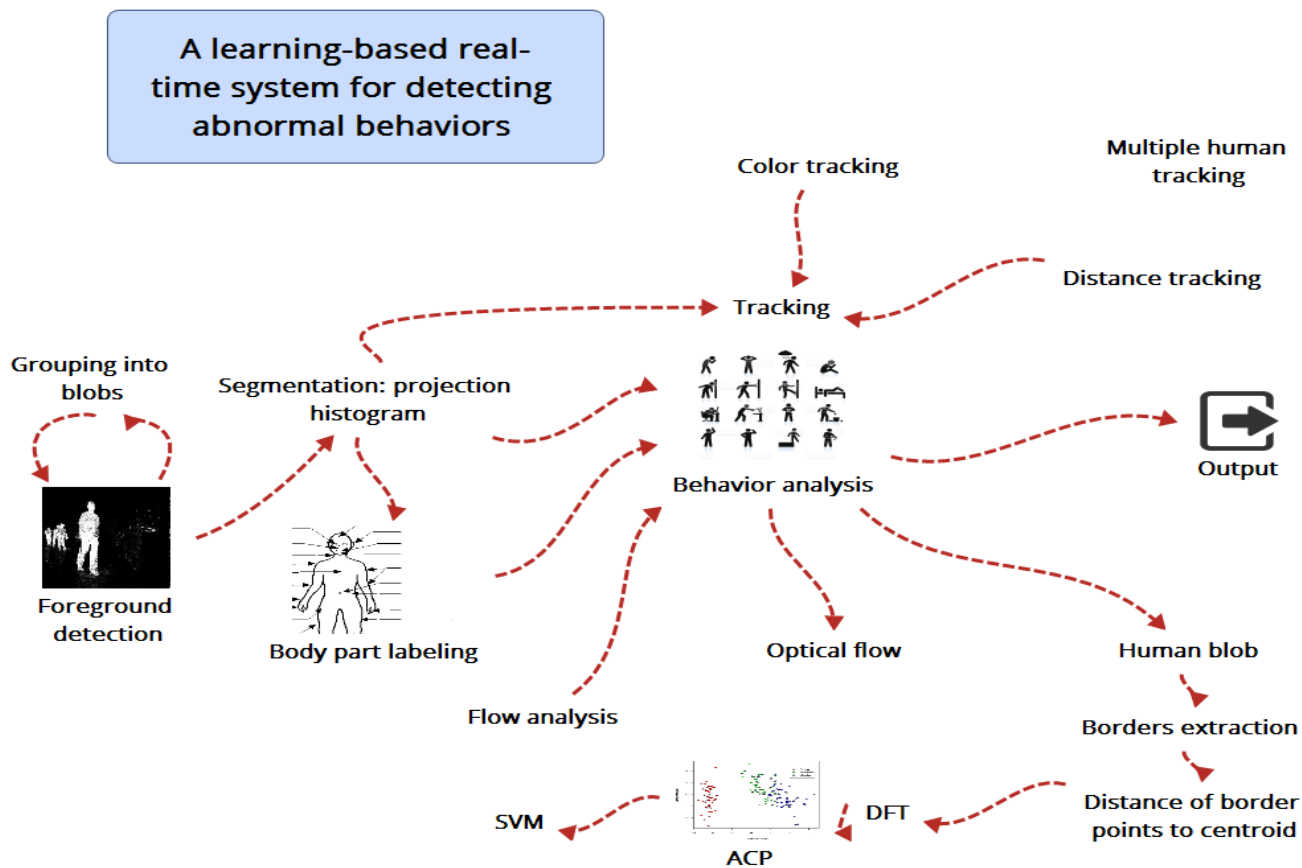 A learning-based real-
time system for detecting
abnormal behaviors
Color tracking
Multiple human
tracking
Distance tracking
Tracking
Grouping into
blobs
Segmentation: projection
histogram
Behavior analysis
Output
Foreground
detection
Body part labeling
Optical flow
Human blob
Flow analysis
Borders extraction
Distance of border
points to centroid
DFT
SVM
ACP